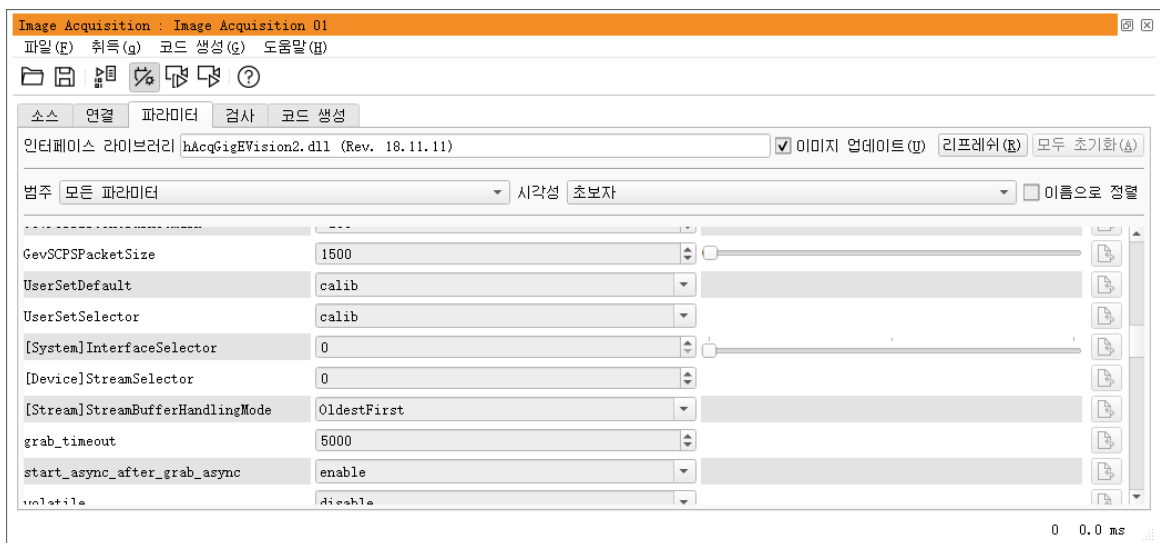 Image Acquisition : Image Acquisition 01
파일(F) 취득(q) 코드 생성(G) 도움말(H)
소스 연결 파라미터 검사 코드 생성
인터페이스 라이브러리 hAcqGigEVision2.dll (Rev. 18.11.11) 이미지 업데이트(U) 리프레쉬(R) 모두 초기화(A)
범주 모든 파라미터 시각성 초보자 이름으로 정렬
GevSCPSPacketSize 1500
UserSetDefault calib
UserSetSelector calib
[System]InterfaceSelector 0
[Device]StreamSelector 0
[Stream]StreamBufferHandlingMode OldestFirst
grab_timeout 5000
start_async_after_grab_async enable
volatile disable
0 0.0 ms